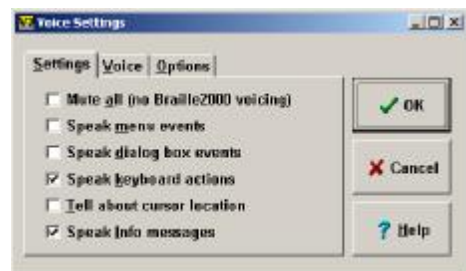 Voice Settings
Settings Voice Options
Mute all (no Braille2000 voicing)
Speak menu events
Speak dialog box events
Speak keyboard actions
Tell about cursor location
Speak Info messages
OK
Cancel
Help